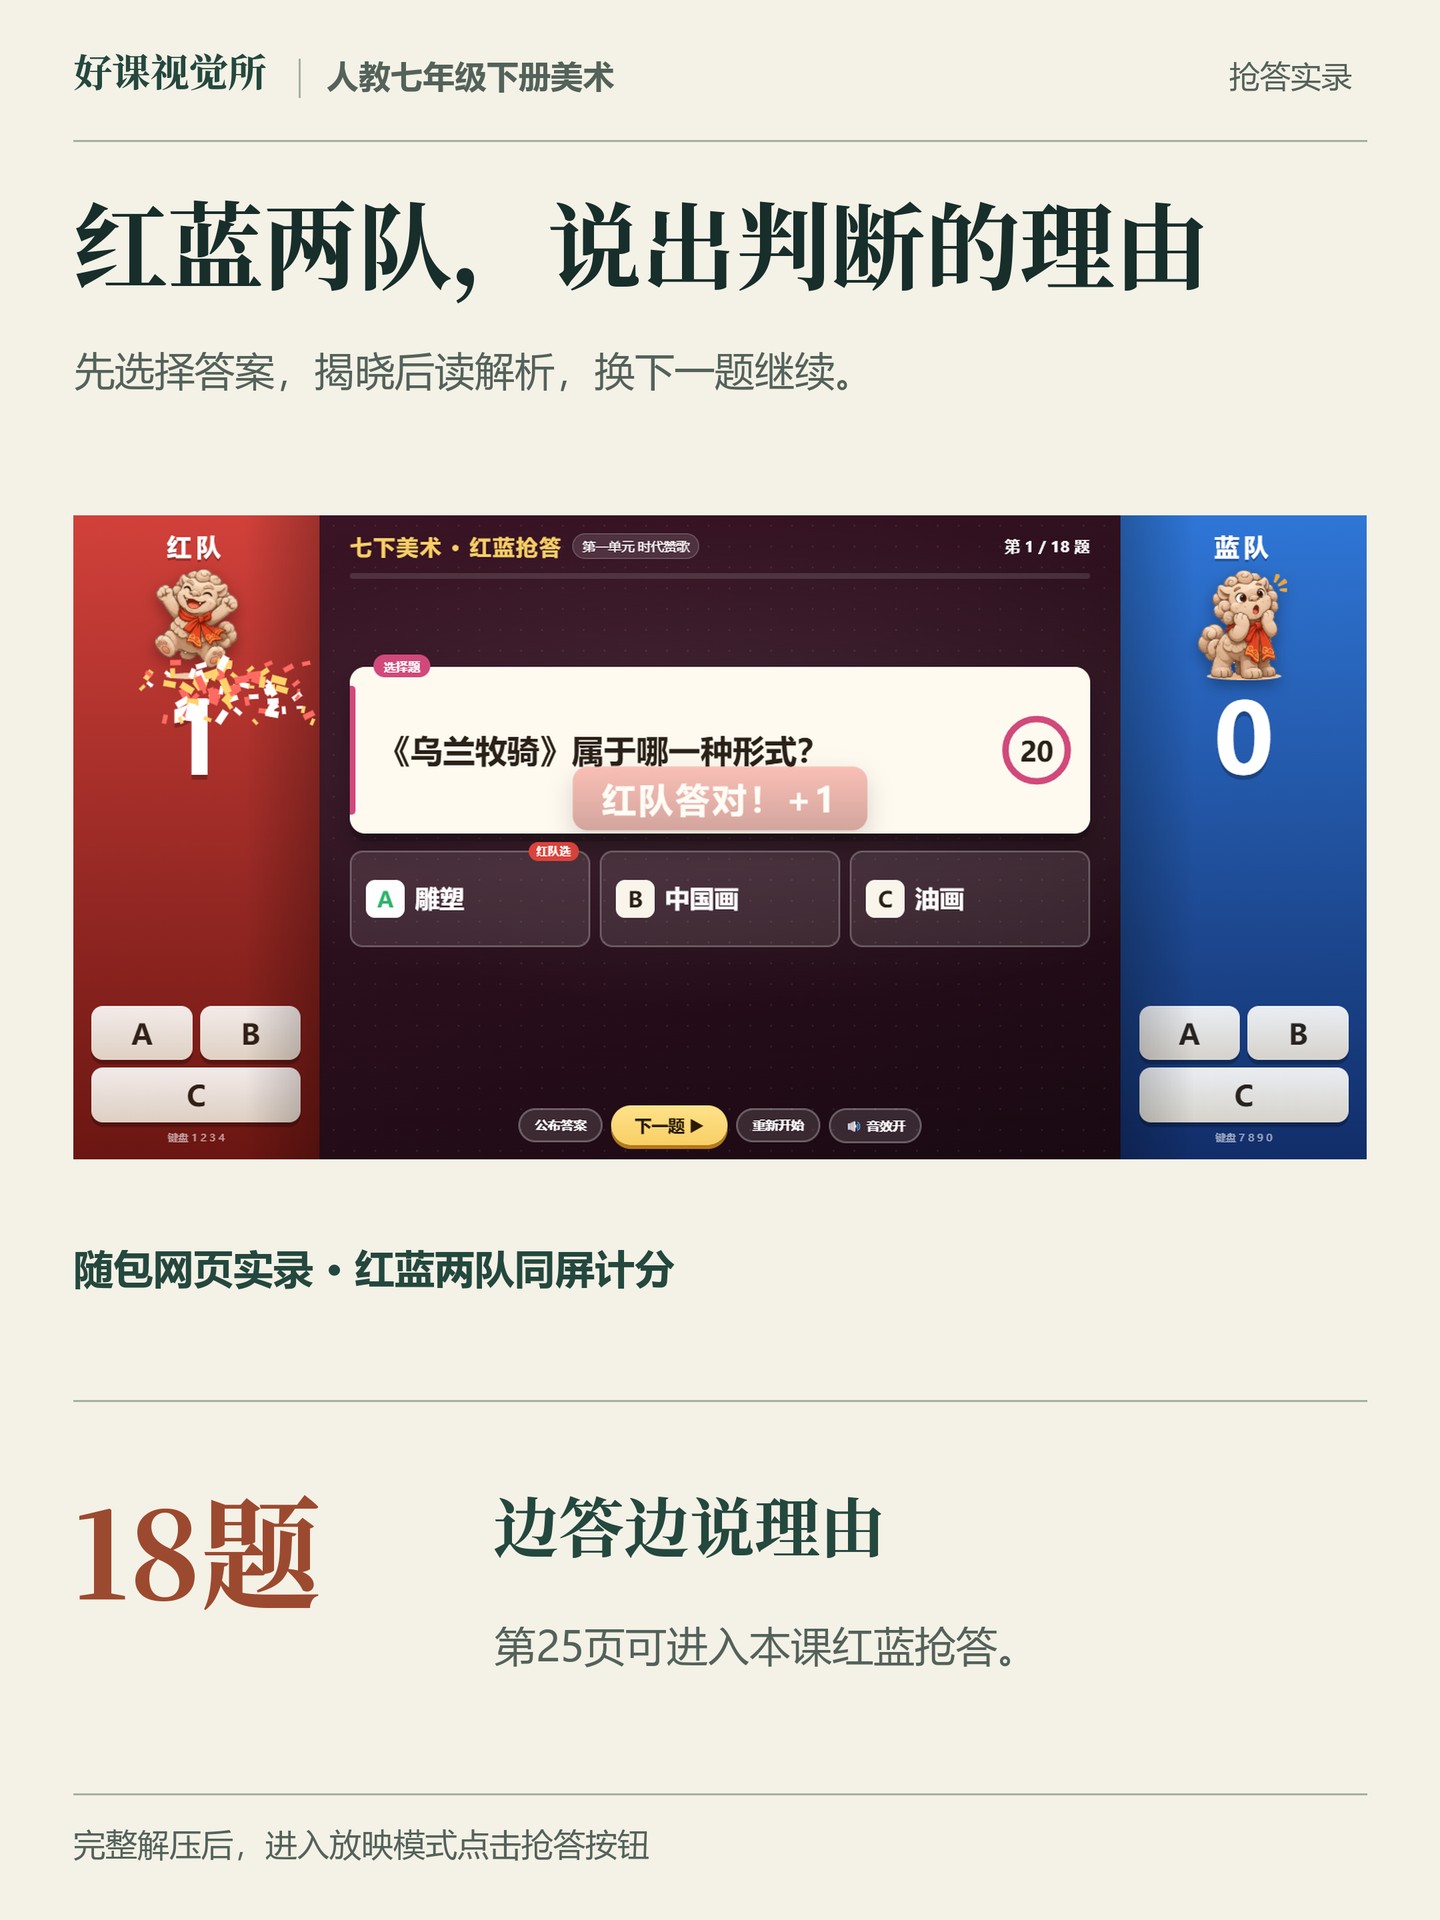 好课视觉所 人教七年级下册美术 抢答实录
红蓝两队，说出判断的理由
先选择答案，揭晓后读解析，换下一题继续。
红队
七下美术·红蓝抢答 第一单元 时代赞歌 第 1 / 18 题
蓝队
1
0
选择题
《乌兰牧骑》属于哪一种形式？
20
红队答对！+1
红队选
A 雕塑
B 中国画
C 油画
A B
C
键盘 1 2 3 4
公布答案 下一题 ▶ 重新开始 🔊 音效开
A B
C
键盘 7 8 9 0
随包网页实录·红蓝两队同屏计分
18题
边答边说理由
第25页可进入本课红蓝抢答。
完整解压后，进入放映模式点击抢答按钮